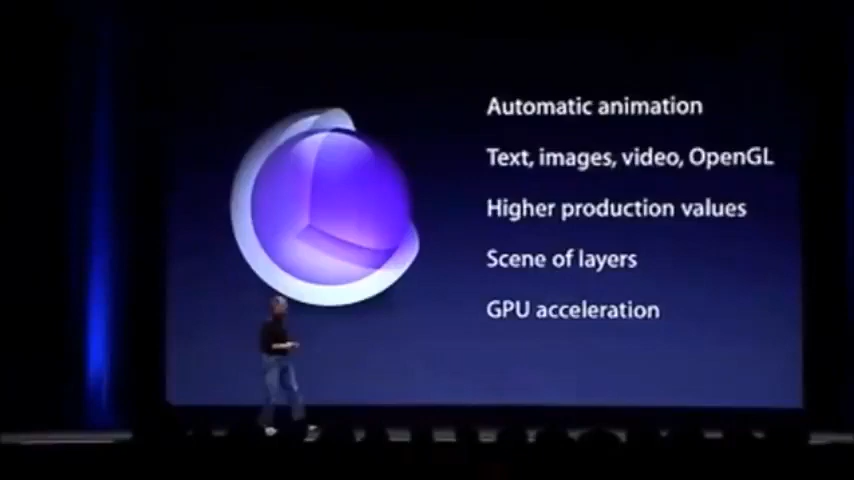 Automatic animation
Text, images, video, OpenGL
Higher production values
Scene of layers
GPU acceleration